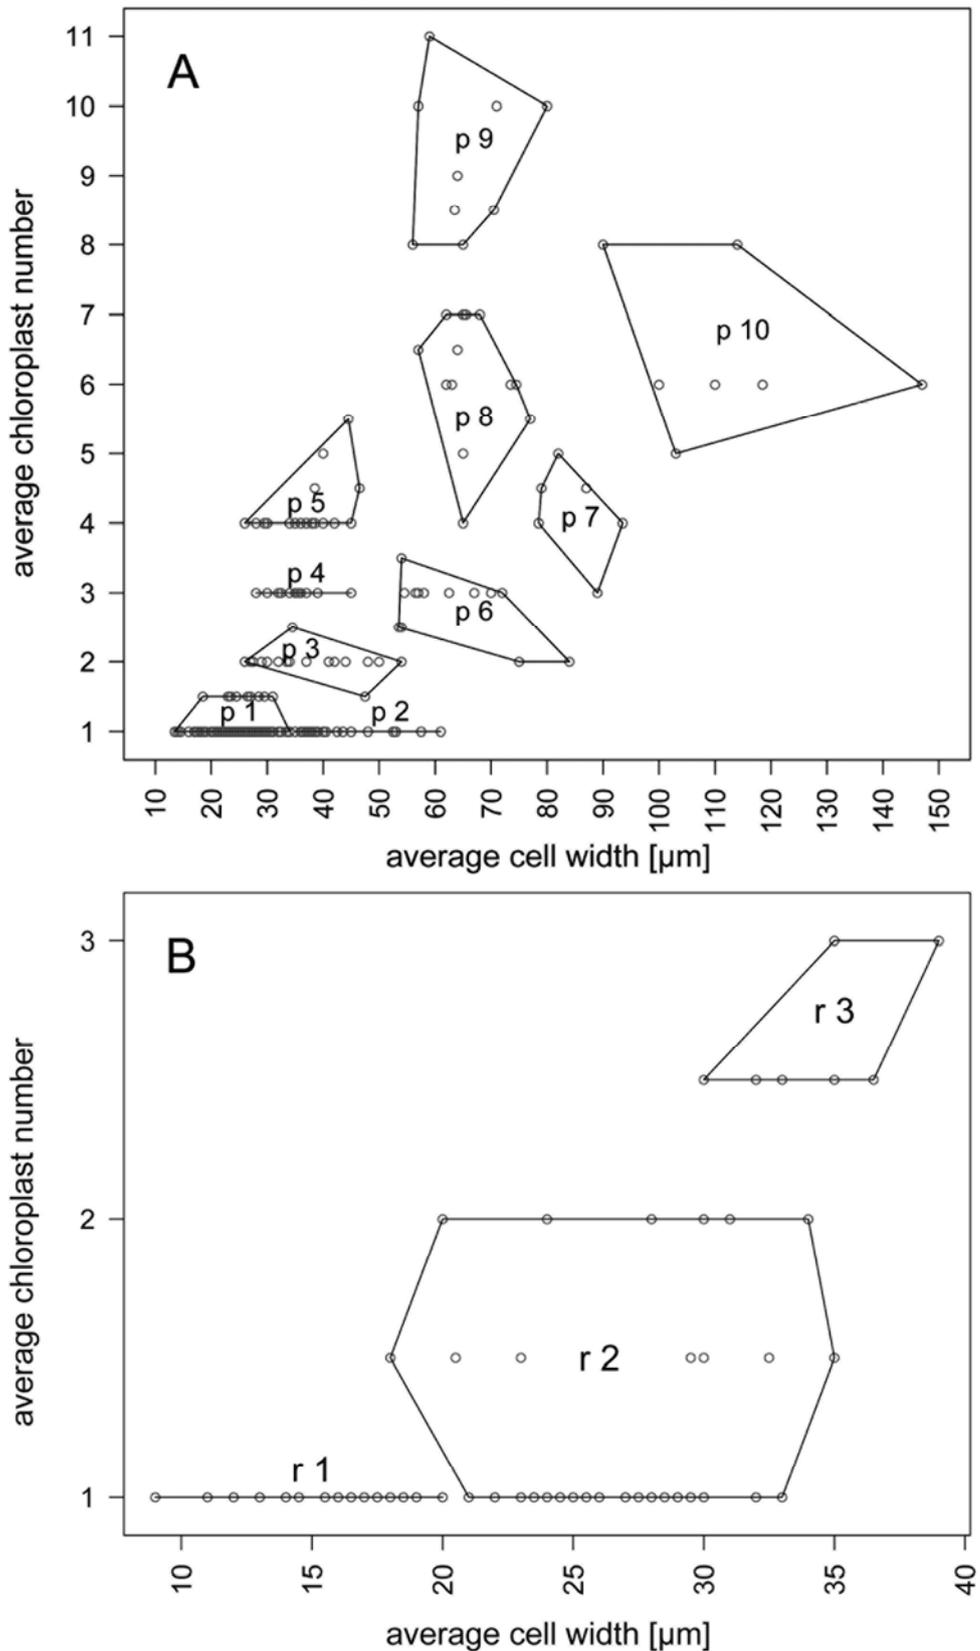 A
average chloroplast number
11
10
9
8
7
6
5
4
3
2
1
p 9
p 10
p 8
p 5
p 7
p 4
p 6
p 3
p 1
p 2
10 20 30 40 50 60 70 80 90 100 110 120 130 140 150
average cell width [µm]
B
average chloroplast number
3
2
1
r 3
r 2
r 1
10 15 20 25 30 35 40
average cell width [µm]